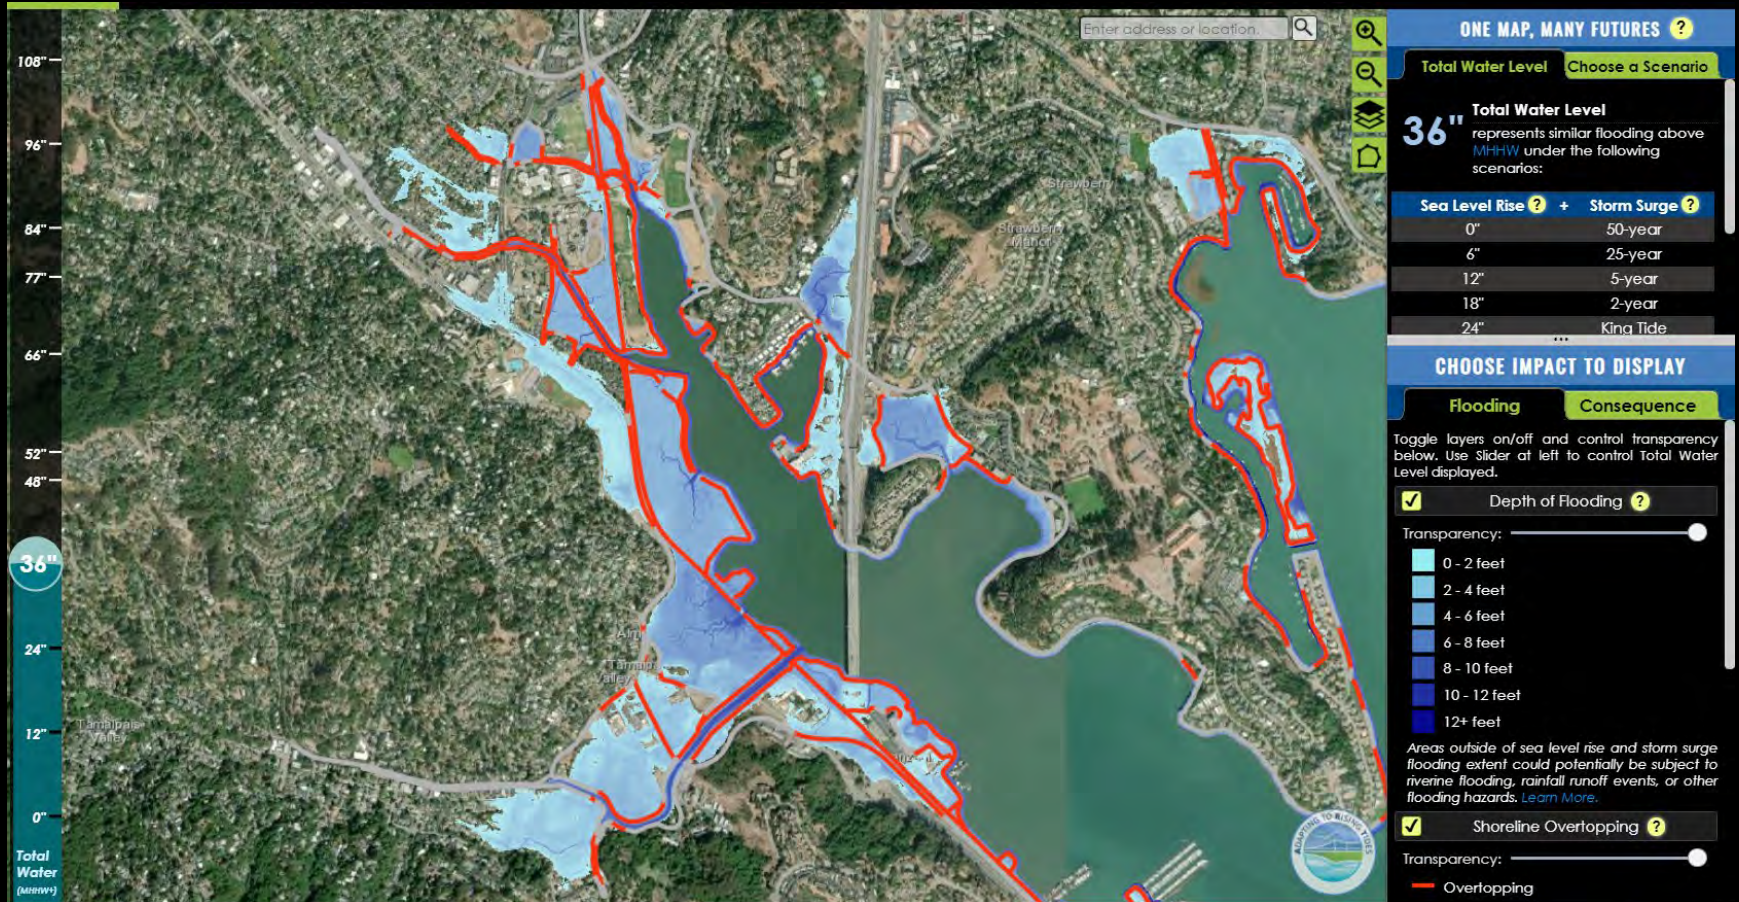 Enter address or location.
108"
96"
84"
77"
66"
52"
48"
36"
24"
12"
0"
Total
Water
(MHHW+)
Strawberry
Strawberry
Manor
Tamalpais
Valley
ADAPTING TO RISING TIDES
ONE MAP, MANY FUTURES ?
Total Water Level
Choose a Scenario
36"
Total Water Level
represents similar flooding above
MHHW under the following
scenarios:
Sea Level Rise ? + Storm Surge ?
0" 50-year
6" 25-year
12" 5-year
18" 2-year
24" King Tide
CHOOSE IMPACT TO DISPLAY
Flooding
Consequence
Toggle layers on/off and control transparency
below. Use Slider at left to control Total Water
Level displayed.
Depth of Flooding ?
Transparency:
0 - 2 feet
2 - 4 feet
4 - 6 feet
6 - 8 feet
8 - 10 feet
10 - 12 feet
12+ feet
Areas outside of sea level rise and storm surge
flooding extent could potentially be subject to
riverine flooding, rainfall runoff events, or other
flooding hazards. Learn More.
Shoreline Overtopping ?
Transparency:
Overtopping